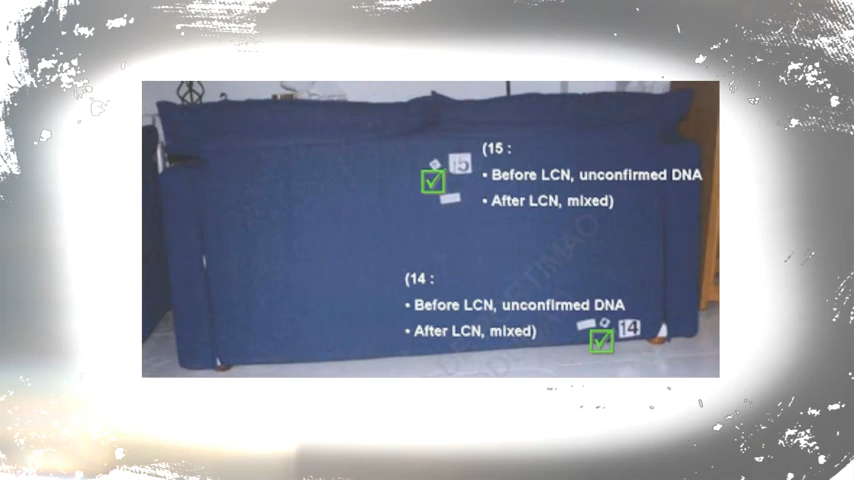 (15 :
15
• Before LCN, unconfirmed DNA
• After LCN, mixed)
(14 :
• Before LCN, unconfirmed DNA
• After LCN, mixed)
14